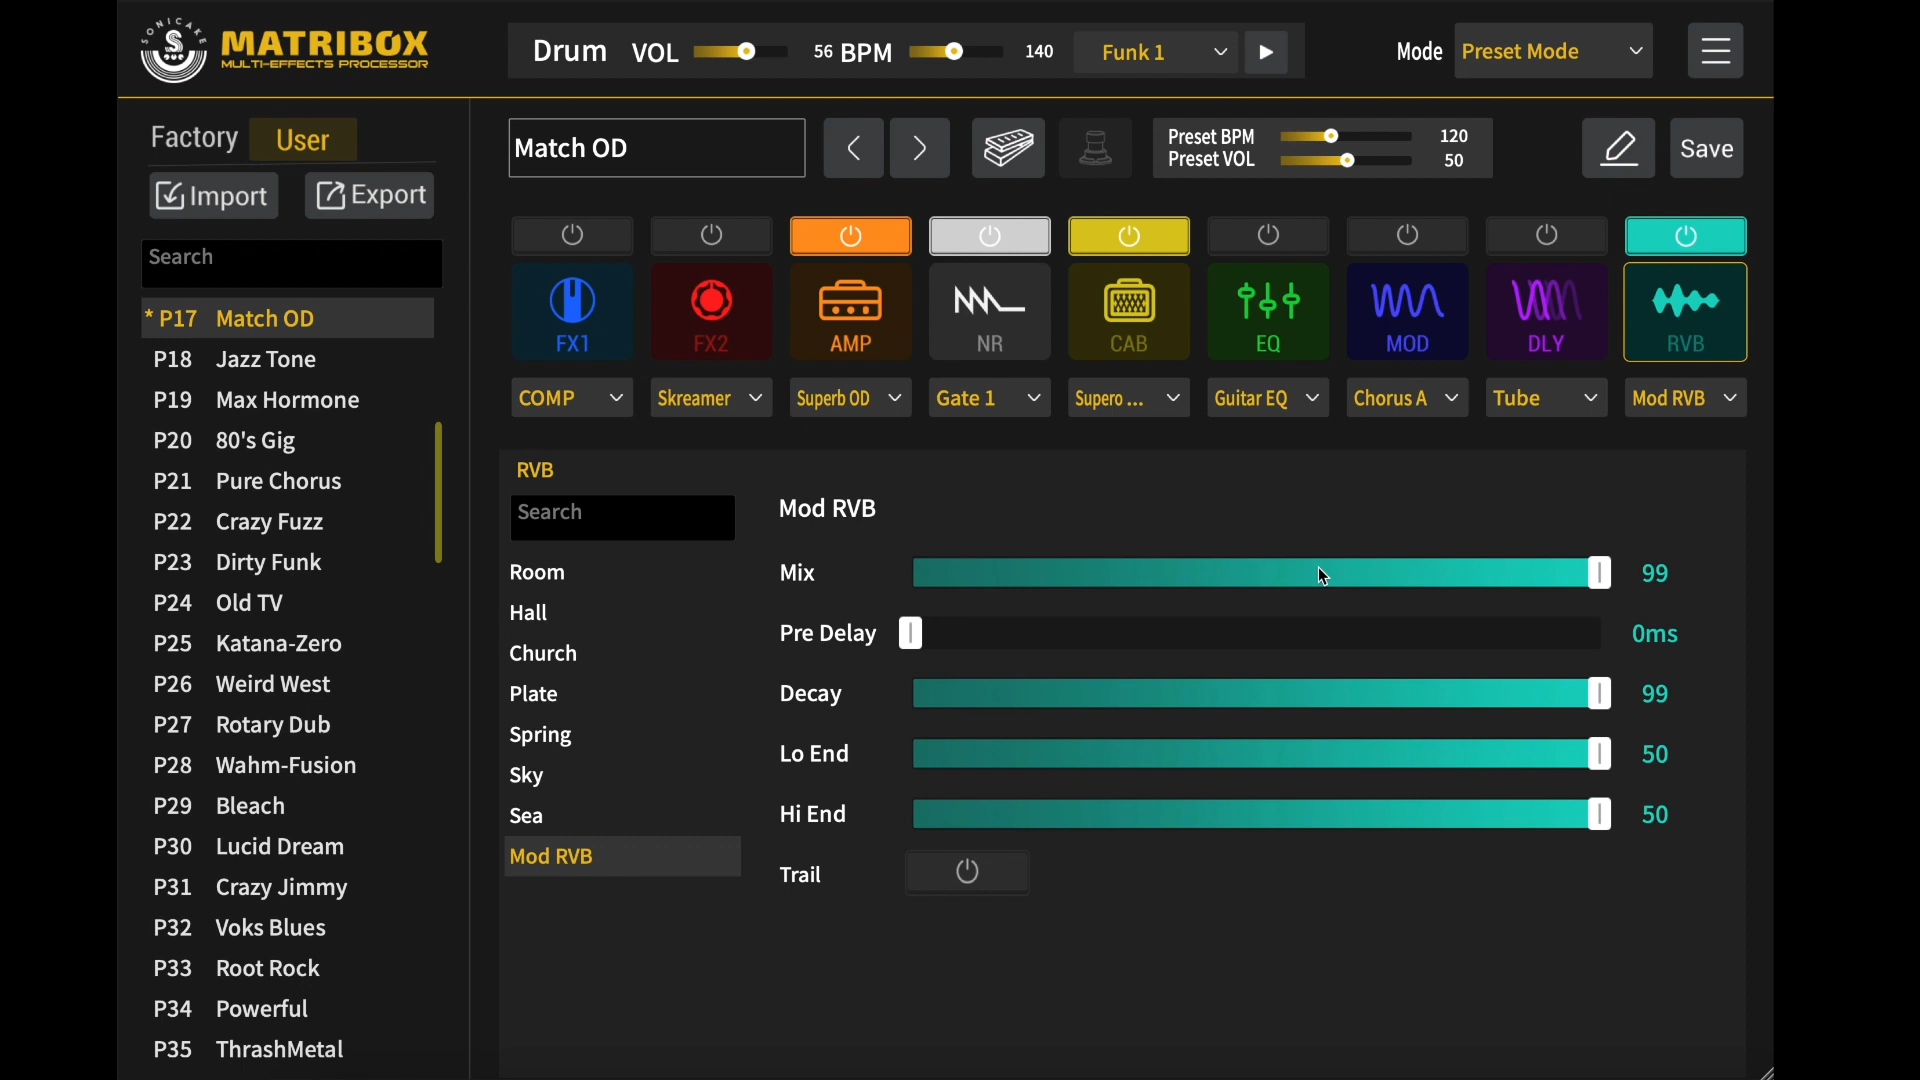 SONICAKE
MATRIBOX
MULTI-EFFECTS PROCESSOR
Drum VOL 56 BPM 140 Funk 1
Mode Preset Mode
Factory User
Import Export
Search
* P17 Match OD
P18 Jazz Tone
P19 Max Hormone
P20 80's Gig
P21 Pure Chorus
P22 Crazy Fuzz
P23 Dirty Funk
P24 Old TV
P25 Katana-Zero
P26 Weird West
P27 Rotary Dub
P28 Wahm-Fusion
P29 Bleach
P30 Lucid Dream
P31 Crazy Jimmy
P32 Voks Blues
P33 Root Rock
P34 Powerful
P35 ThrashMetal
Match OD
Preset BPM 120
Preset VOL 50
Save
FX1 FX2 AMP NR CAB EQ MOD DLY RVB
COMP Skreamer Superb OD Gate 1 Supero ... Guitar EQ Chorus A Tube Mod RVB
RVB
Search
Room
Hall
Church
Plate
Spring
Sky
Sea
Mod RVB
Mod RVB
Mix 99
Pre Delay 0ms
Decay 99
Lo End 50
Hi End 50
Trail